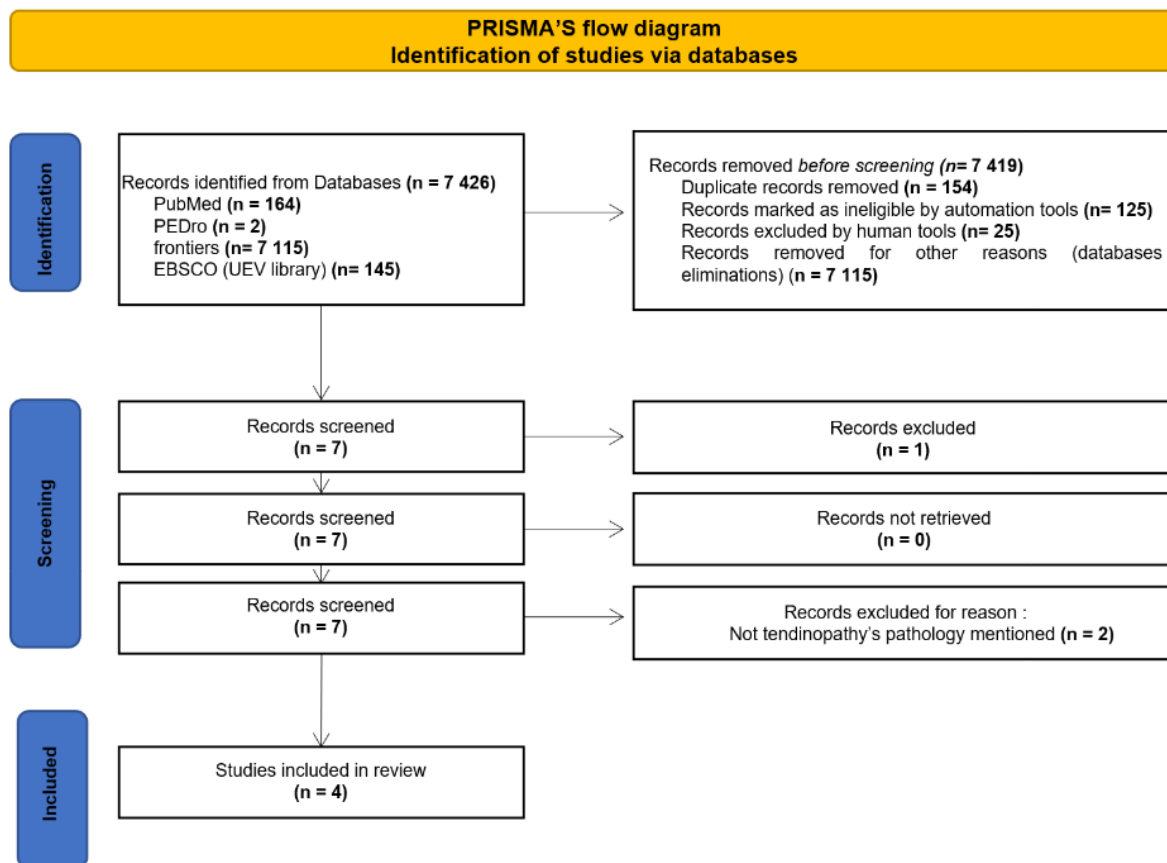 PRISMA'S flow diagram
Identification of studies via databases
Identification
Records identified from Databases (n = 7 426)
PubMed (n = 164)
PEDro (n = 2)
frontiers (n= 7 115)
EBSCO (UEV library) (n= 145)
Records removed before screening (n= 7 419)
Duplicate records removed (n = 154)
Records marked as ineligible by automation tools (n= 125)
Records excluded by human tools (n= 25)
Records removed for other reasons (databases
eliminations) (n = 7 115)
Screening
Records screened
(n = 7)
Records excluded
(n = 1)
Records screened
(n = 7)
Records not retrieved
(n = 0)
Records screened
(n = 7)
Records excluded for reason :
Not tendinopathy's pathology mentioned (n = 2)
Included
Studies included in review
(n = 4)